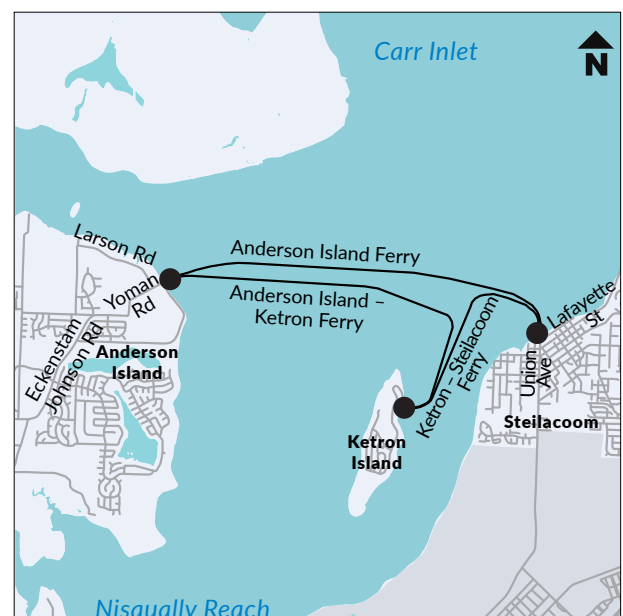 Carr Inlet
N
Larson Rd
Anderson Island Ferry
Yoman
Rd
Anderson Island –
Ketron Ferry
Lafayette
St
Eckenstam
Johnson Rd
Anderson
Island
Ketron – Steilacoom
Ferry
Union
Ave
Steilacoom
Ketron
Island
Nisqually Reach